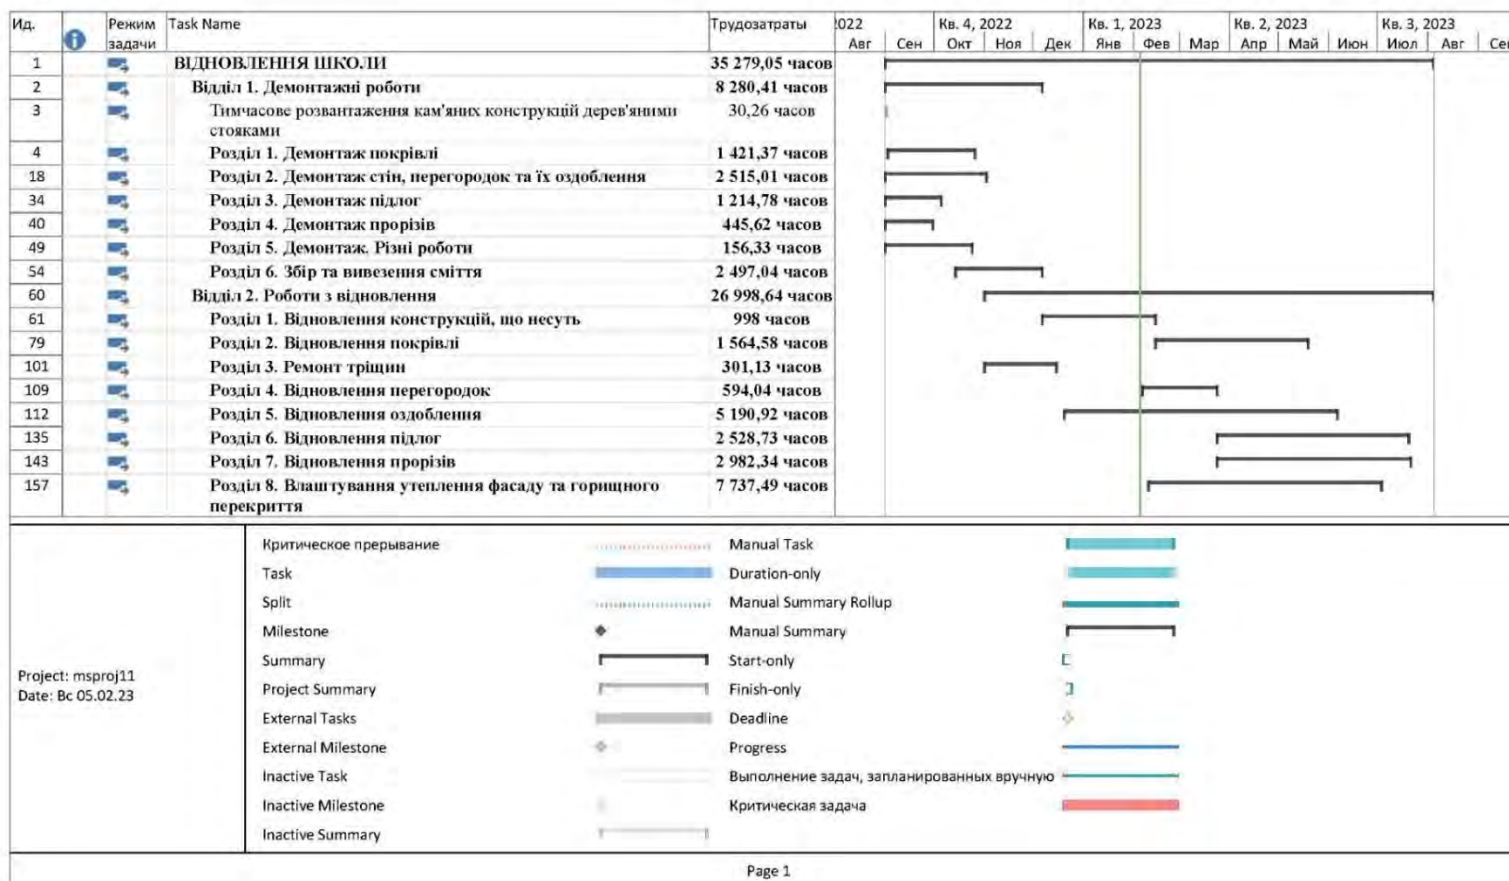 Ид. Режим задачи Task Name Трудозатраты 2022 Кв. 4, 2022 Кв. 1, 2023 Кв. 2, 2023 Кв. 3, 2023
Авг Сен Окт Ноя Дек Янв Фев Мар Апр Май Июн Июл Авг Сен
1 ВІДНОВЛЕННЯ ШКОЛИ 35 279,05 часов
2 Відділ 1. Демонтажні роботи 8 280,41 часов
3 Тимчасове розвантаження кам'яних конструкцій дерев'яними 30,26 часов
стояками
4 Розділ 1. Демонтаж покрівлі 1 421,37 часов
18 Розділ 2. Демонтаж стін, перегородок та їх оздоблення 2 515,01 часов
34 Розділ 3. Демонтаж підлог 1 214,78 часов
40 Розділ 4. Демонтаж прорізів 445,62 часов
49 Розділ 5. Демонтаж. Різні роботи 156,33 часов
54 Розділ 6. Збір та вивезення сміття 2 497,04 часов
60 Відділ 2. Роботи з відновлення 26 998,64 часов
61 Розділ 1. Відновлення конструкцій, що несуть 998 часов
79 Розділ 2. Відновлення покрівлі 1 564,58 часов
101 Розділ 3. Ремонт тріщин 301,13 часов
109 Розділ 4. Відновлення перегородок 594,04 часов
112 Розділ 5. Відновлення оздоблення 5 190,92 часов
135 Розділ 6. Відновлення підлог 2 528,73 часов
143 Розділ 7. Відновлення прорізів 2 982,34 часов
157 Розділ 8. Влаштування утеплення фасаду та горищного 7 737,49 часов
перекриття
Project: msproj11
Date: Вс 05.02.23
Критическое прерывание
Task
Split
Milestone
Summary
Project Summary
External Tasks
External Milestone
Inactive Task
Inactive Milestone
Inactive Summary
Manual Task
Duration-only
Manual Summary Rollup
Manual Summary
Start-only
Finish-only
Deadline
Progress
Выполнение задач, запланированных вручную
Критическая задача
Page 1